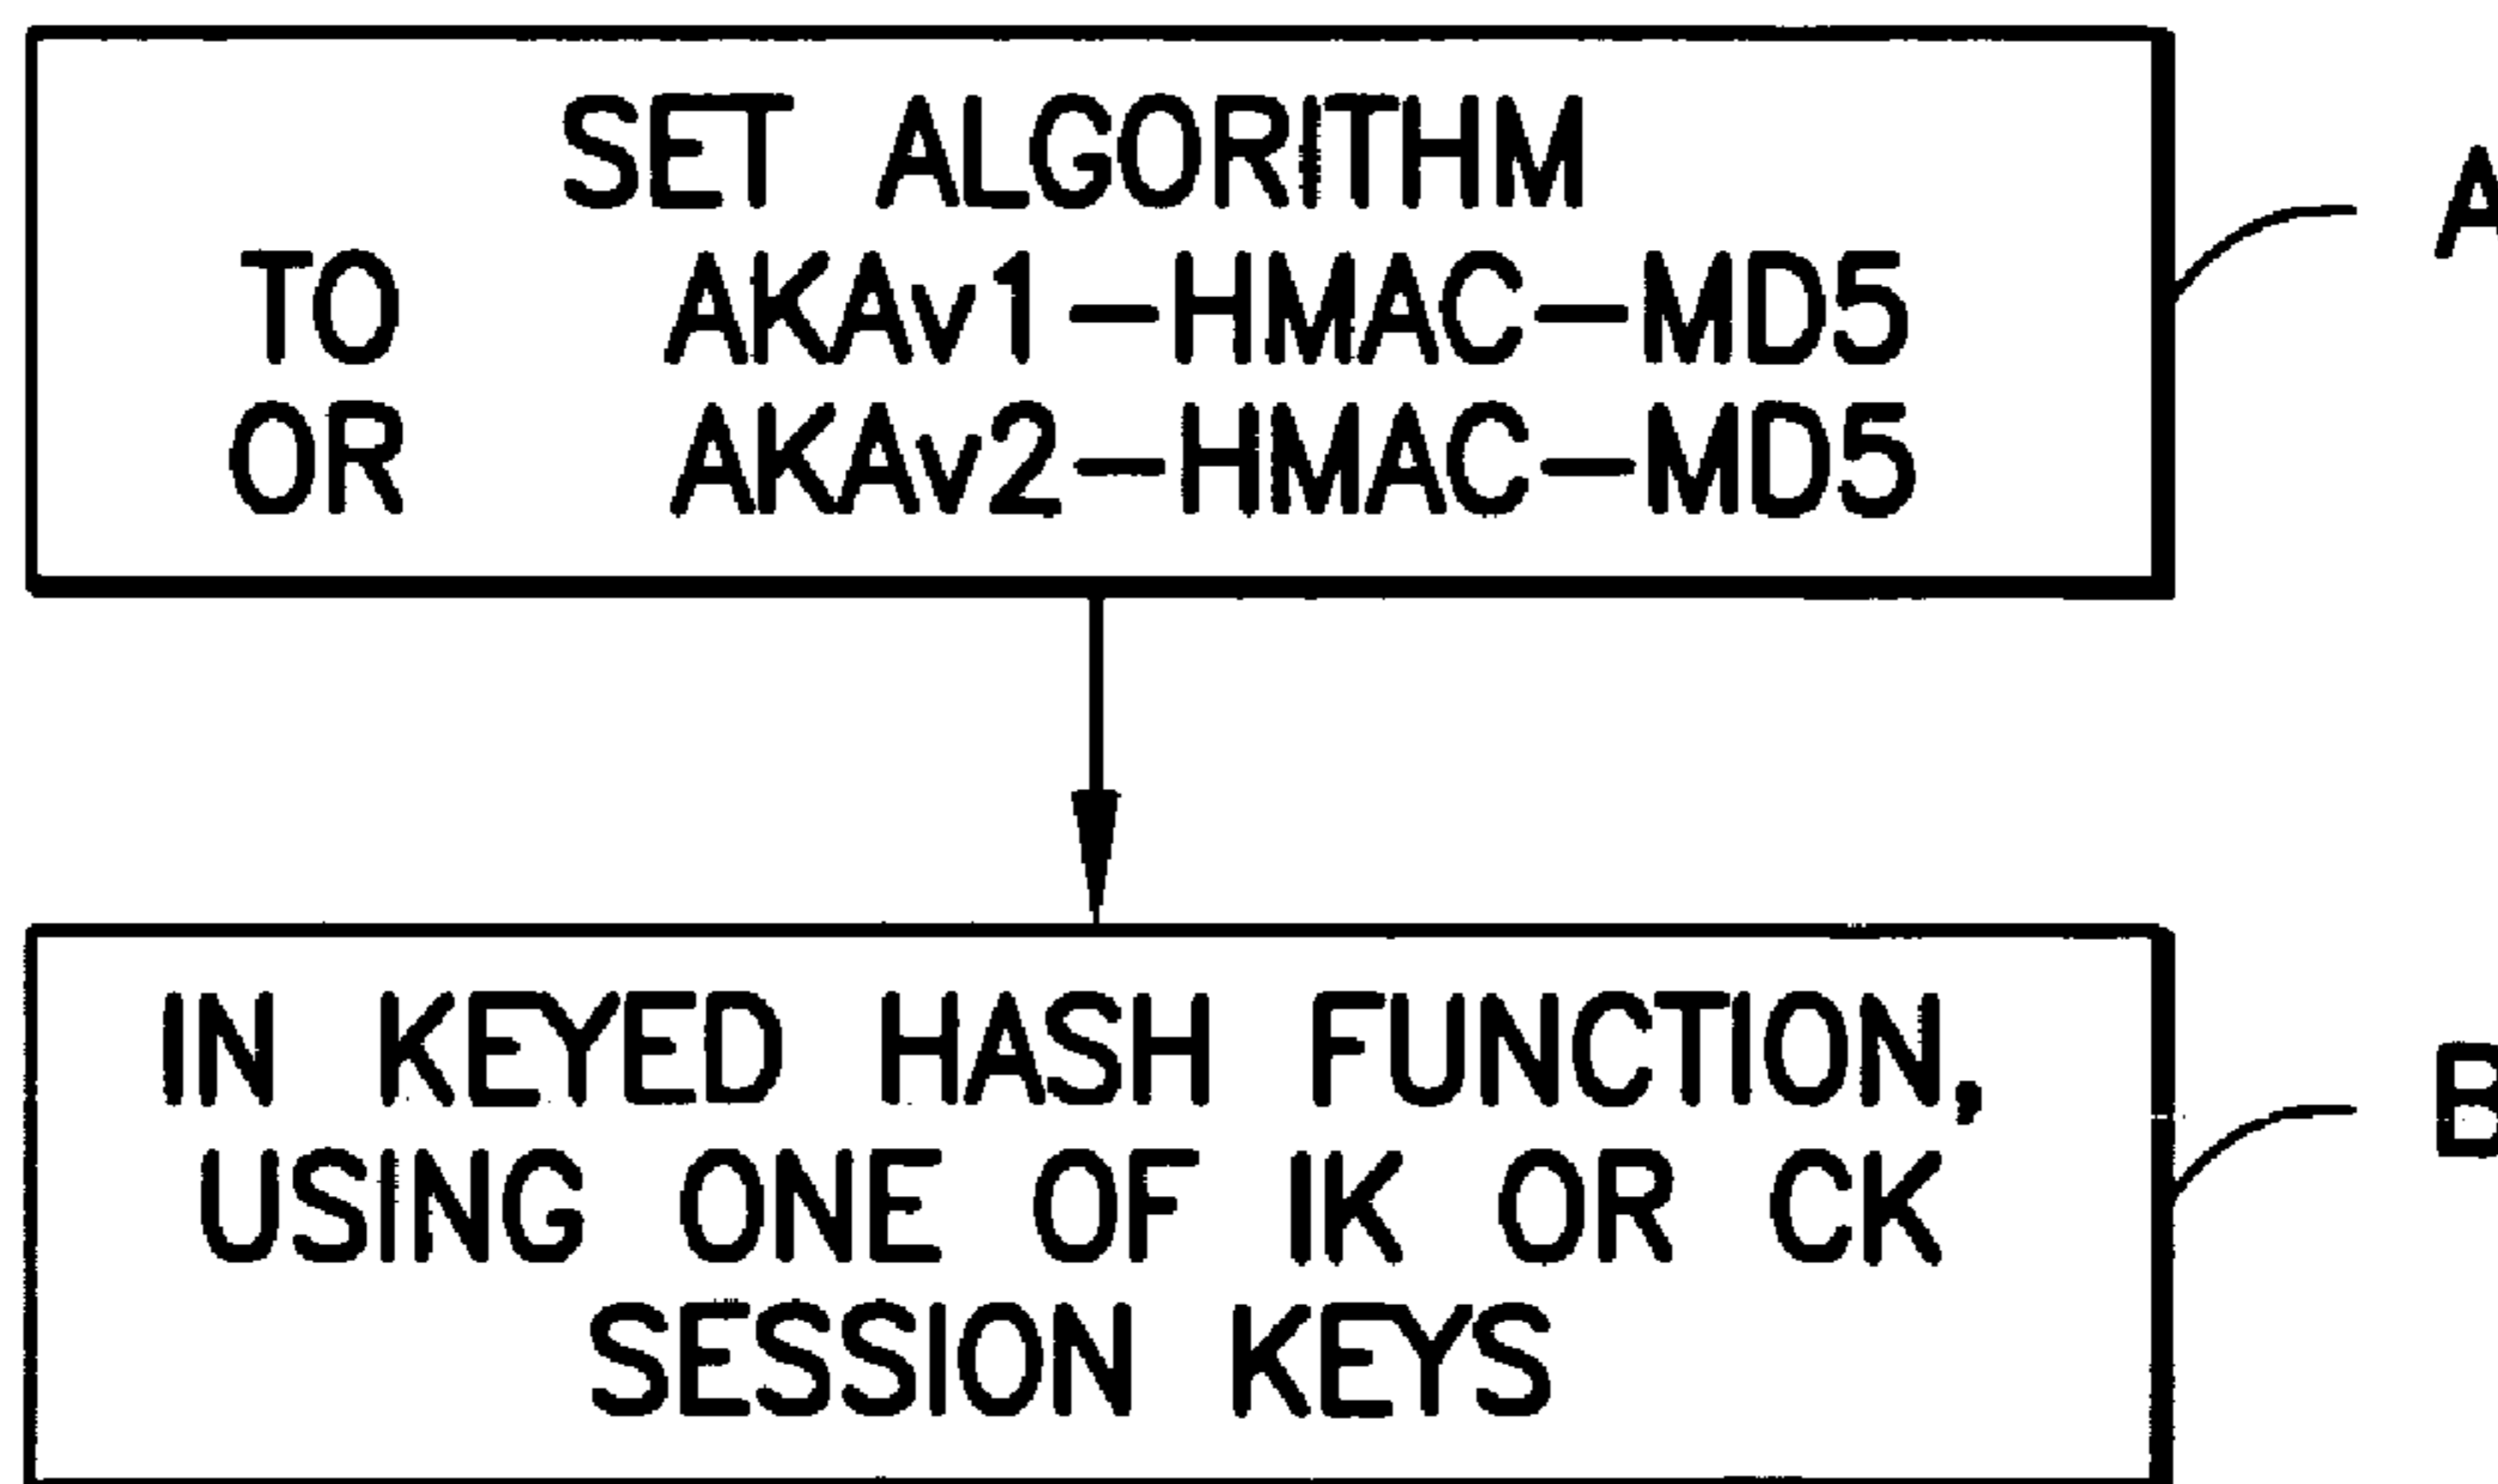 SET ALGORITHM
TO AKAv1-HMAC-MD5
OR AKAv2-HMAC-MD5
A
IN KEYED HASH FUNCTION,
USING ONE OF IK OR CK
SESSION KEYS
B